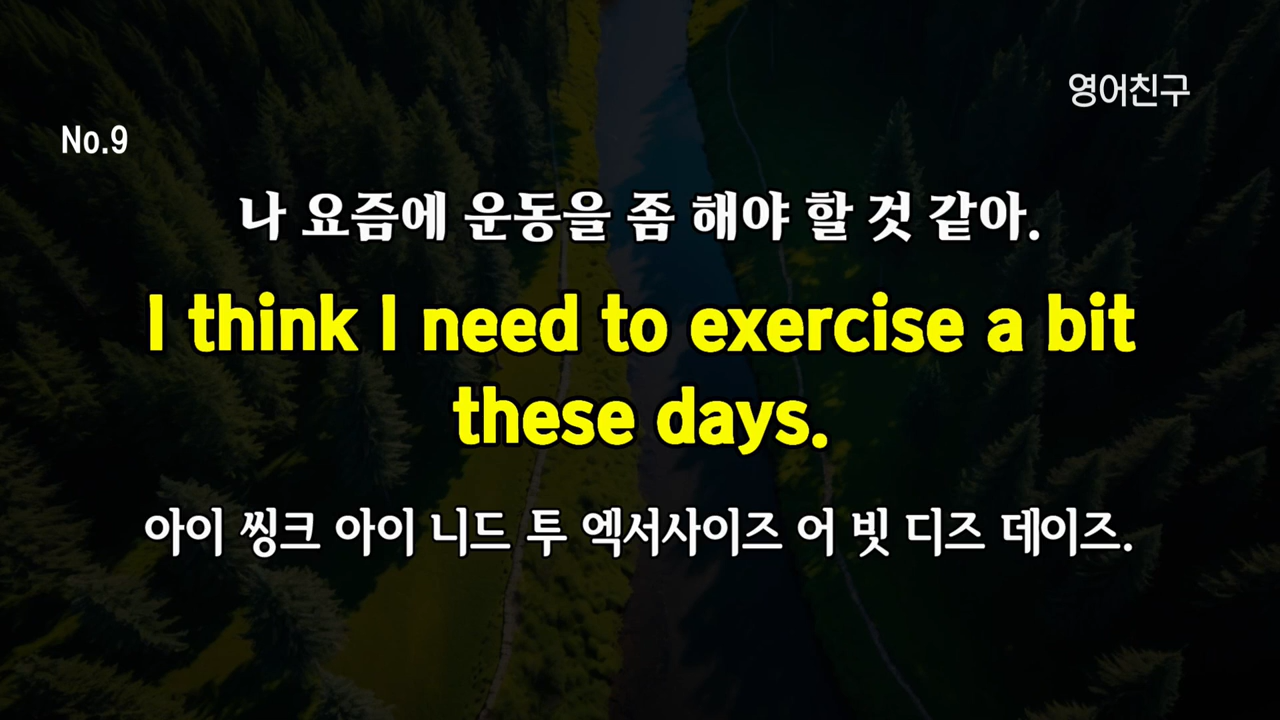 영어친구
No.9
나 요즘에 운동을 좀 해야 할 것 같아.
I think I need to exercise a bit
these days.
아이 씽크 아이 니드 투 엑서사이즈 어 빗 디즈 데이즈.